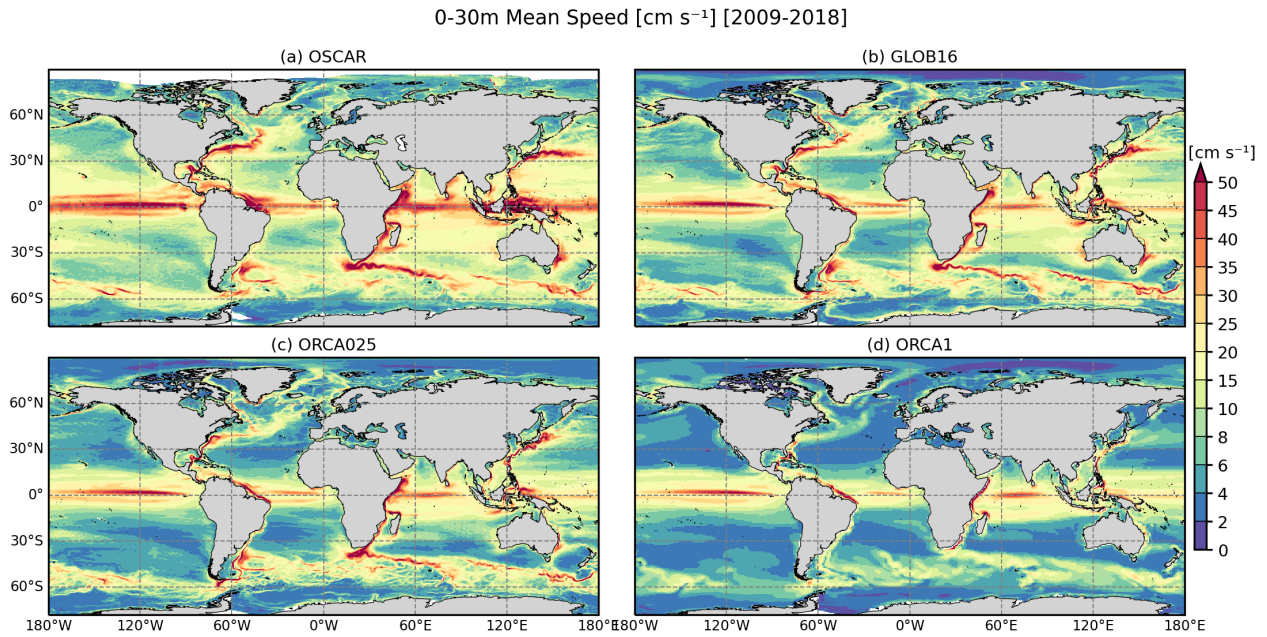 0-30m Mean Speed [cm s⁻¹] [2009-2018]
(a) OSCAR
(b) GLOB16
60°N
30°N
0°
30°S
60°S
[cm s⁻¹]
50
45
40
35
30
25
20
15
10
8
6
4
2
0
(c) ORCA025
(d) ORCA1
60°N
30°N
0°
30°S
60°S
180°W 120°W 60°W 0°W 60°E 120°E 180°E
180°W 120°W 60°W 0°W 60°E 120°E 180°E